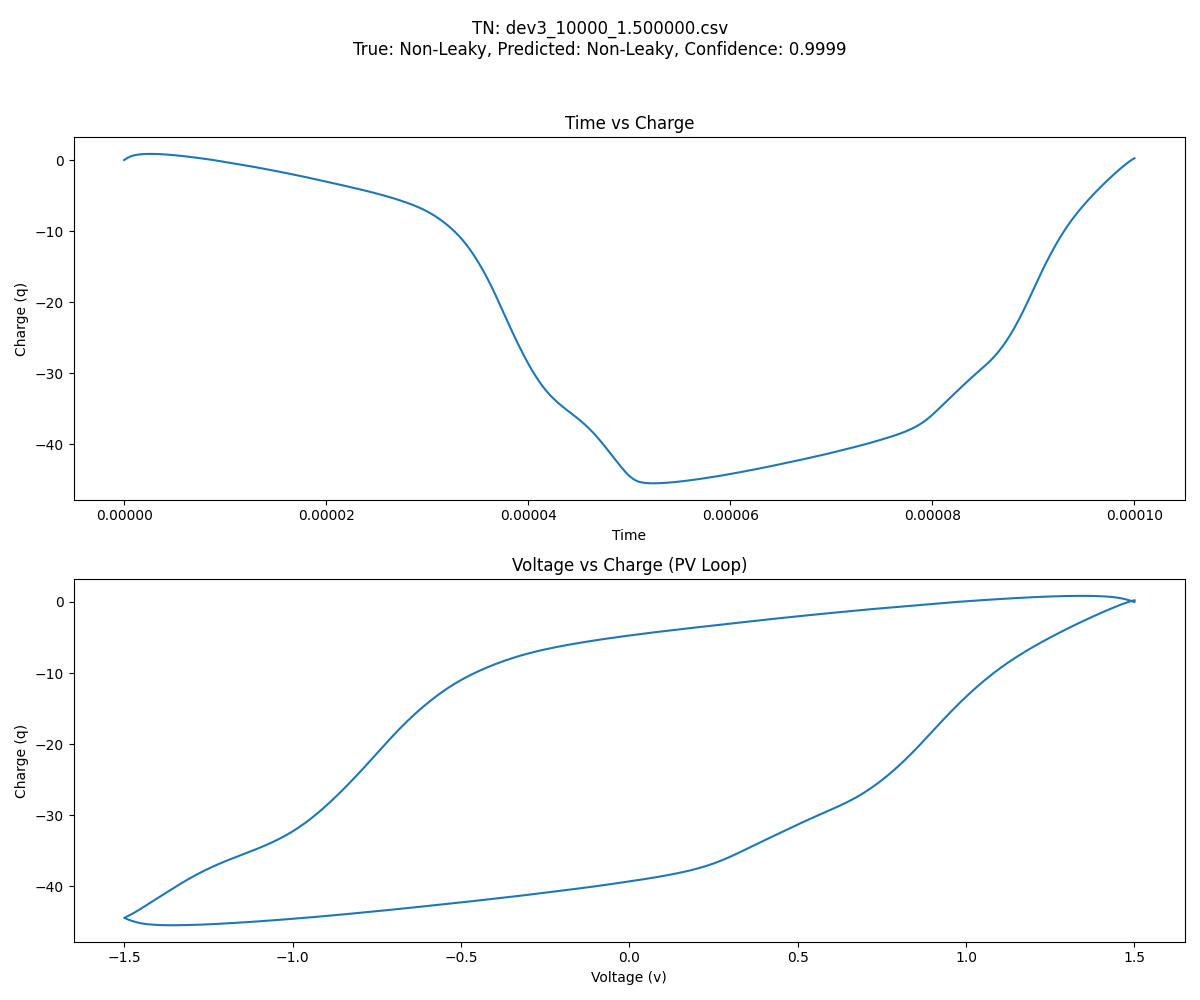 TN: dev3_10000_1.500000.csv
True: Non-Leaky, Predicted: Non-Leaky, Confidence: 0.9999
Time vs Charge
Charge (q)
0
−10
−20
−30
−40
0.00000
0.00002
0.00004
0.00006
0.00008
0.00010
Time
Voltage vs Charge (PV Loop)
Charge (q)
0
−10
−20
−30
−40
−1.5
−1.0
−0.5
0.0
0.5
1.0
1.5
Voltage (v)